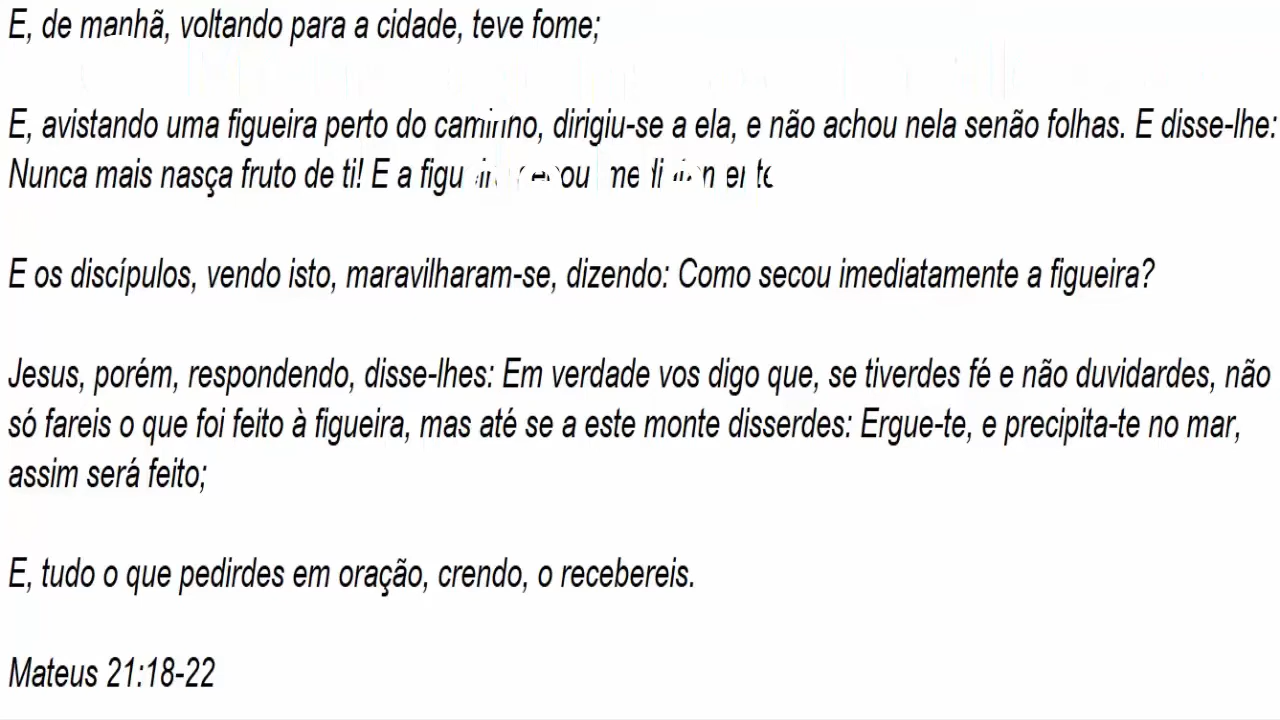 E, de manhã, voltando para a cidade, teve fome;
E, avistando uma figueira perto do caminho, dirigiu-se a ela, e não achou nela senão folhas. E disse-lhe:
Nunca mais nasça fruto de ti! E a figueira secou imediatamente
E os discípulos, vendo isto, maravilharam-se, dizendo: Como secou imediatamente a figueira?
Jesus, porém, respondendo, disse-lhes: Em verdade vos digo que, se tiverdes fé e não duvidardes, não
só fareis o que foi feito à figueira, mas até se a este monte disserdes: Ergue-te, e precipita-te no mar,
assim será feito;
E, tudo o que pedirdes em oração, crendo, o recebereis.
Mateus 21:18-22